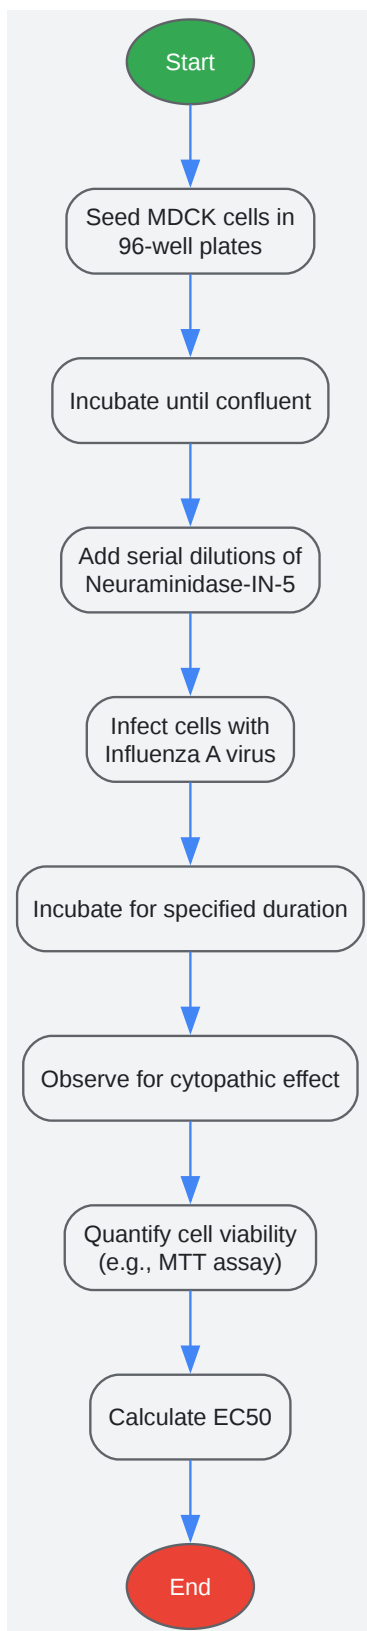 Start
Seed MDCK cells in
96-well plates
Incubate until confluent
Add serial dilutions of
Neuraminidase-IN-5
Infect cells with
Influenza A virus
Incubate for specified duration
Observe for cytopathic effect
Quantify cell viability
(e.g., MTT assay)
Calculate EC50
End